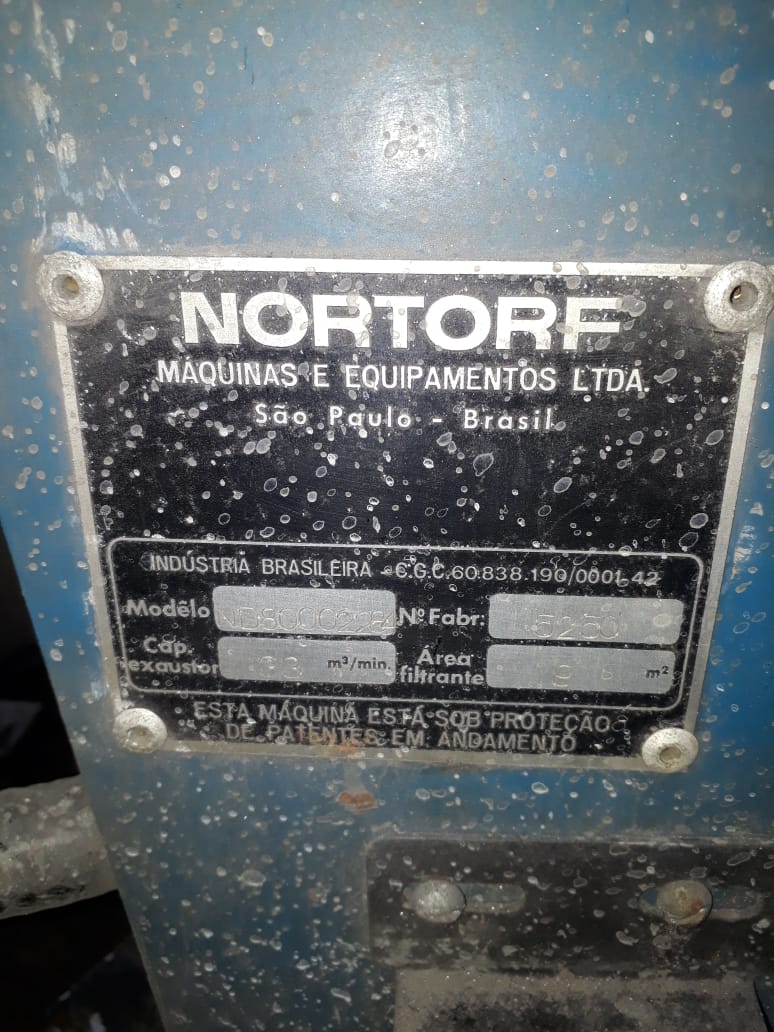 NORTORF
MÁQUINAS E EQUIPAMENTOS LTDA.
São Paulo - Brasil
INDÚSTRIA BRASILEIRA - C.G.C. 60.838.190/0001-42
Modêlo Nº Fabr:
Cap. exaustor m³/min. Área filtrante m²
ESTA MÁQUINA ESTÁ SOB PROTEÇÃO
DE PATENTES EM ANDAMENTO